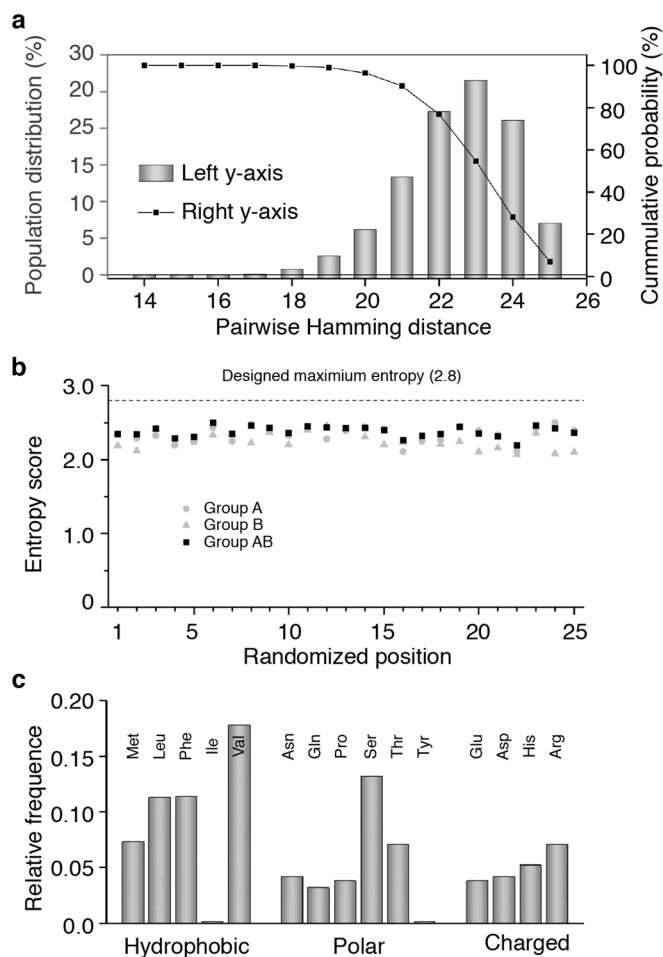 a
Population distribution (%)
30
20
25
15
10
5
0
Left y-axis
Right y-axis
100
80
60
40
20
0
Cummulative probability (%)
14 16 18 20 22 24 26
Pairwise Hamming distance
b
Designed maximium entropy (2.8)
Entropy score
3.0
2.0
1.0
0
Group A
Group B
Group AB
1 5 10 15 20 25
Randomized position
c
Relative frequence
0.20
0.15
0.10
0.05
0.0
Met Leu Phe Ile Val Asn Gln Pro Ser Thr Tyr Glu Asp His Arg
Hydrophobic Polar Charged